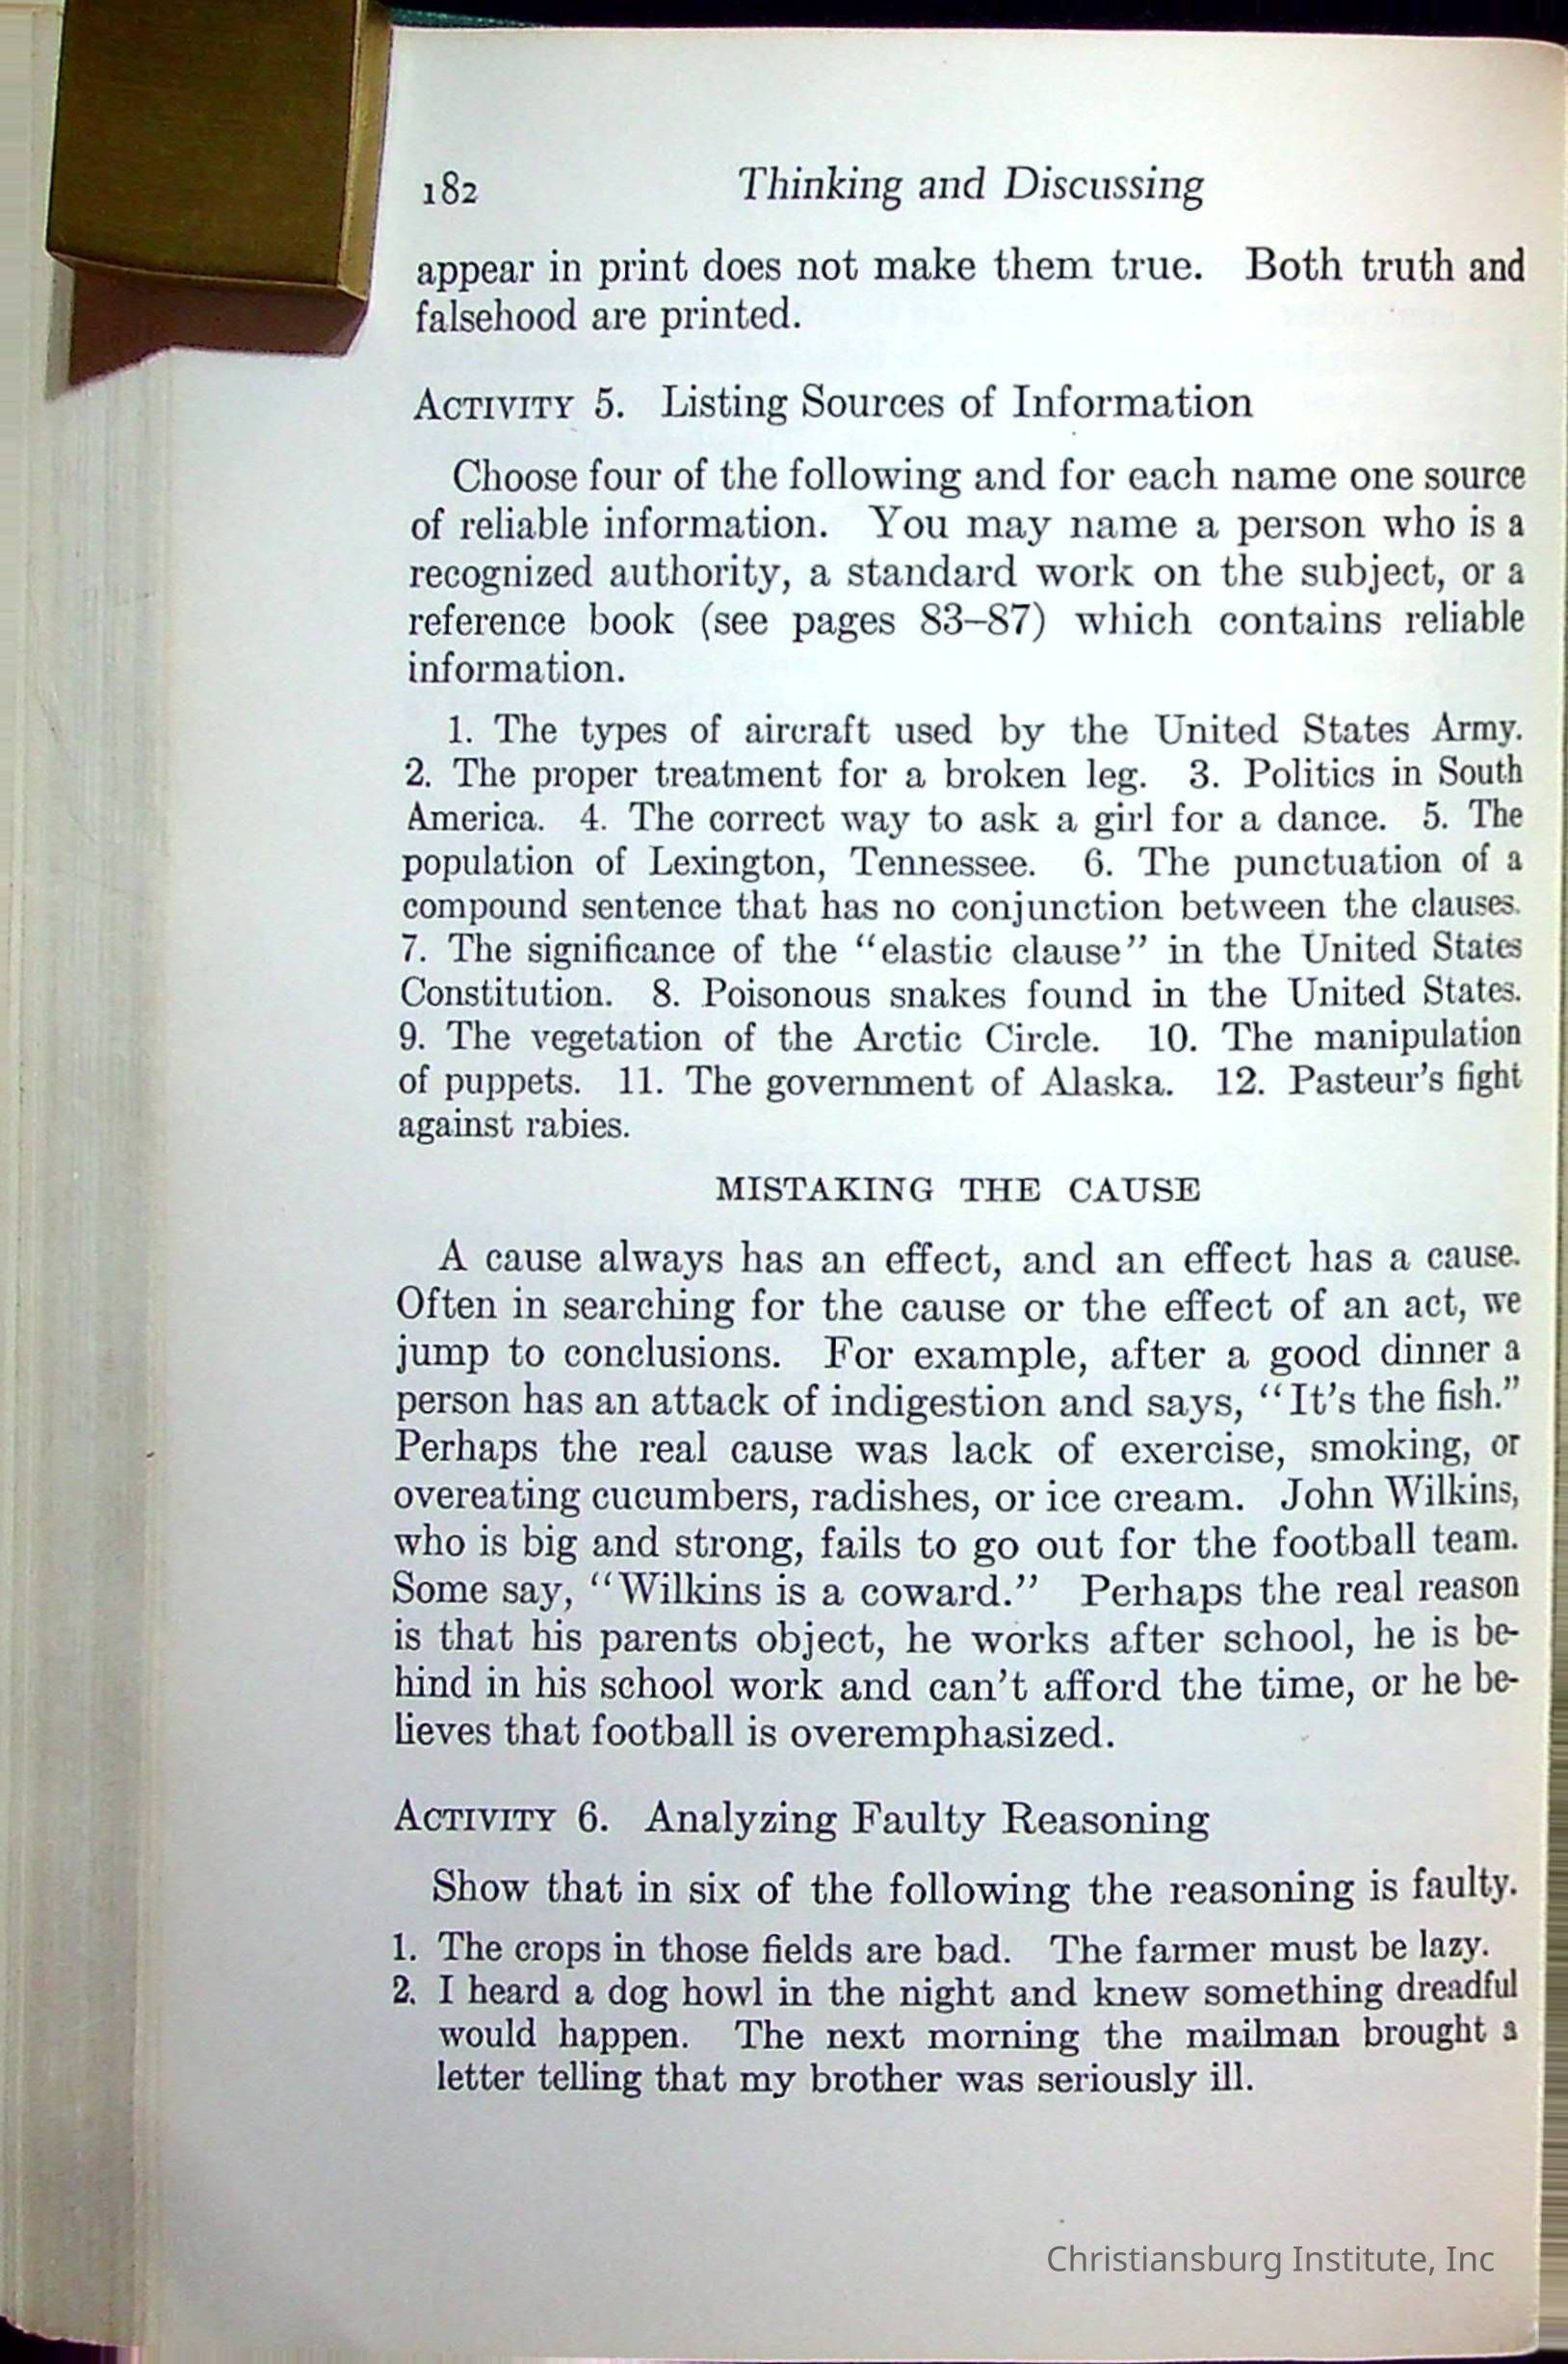 182 Thinking and Discussing
appear in print does not make them true. Both truth and
falsehood are printed.
ACTIVITY 5. Listing Sources of Information
Choose four of the following and for each name one source
of reliable information. You may name a person who is a
recognized authority, a standard work on the subject, or a
reference book (see pages 83–87) which contains reliable
information.
1. The types of aircraft used by the United States Army.
2. The proper treatment for a broken leg. 3. Politics in South
America. 4. The correct way to ask a girl for a dance. 5. The
population of Lexington, Tennessee. 6. The punctuation of a
compound sentence that has no conjunction between the clauses.
7. The significance of the “elastic clause” in the United States
Constitution. 8. Poisonous snakes found in the United States.
9. The vegetation of the Arctic Circle. 10. The manipulation
of puppets. 11. The government of Alaska. 12. Pasteur’s fight
against rabies.
MISTAKING THE CAUSE
A cause always has an effect, and an effect has a cause.
Often in searching for the cause or the effect of an act, we
jump to conclusions. For example, after a good dinner a
person has an attack of indigestion and says, “It’s the fish.”
Perhaps the real cause was lack of exercise, smoking, or
overeating cucumbers, radishes, or ice cream. John Wilkins,
who is big and strong, fails to go out for the football team.
Some say, “Wilkins is a coward.” Perhaps the real reason
is that his parents object, he works after school, he is be-
hind in his school work and can’t afford the time, or he be-
lieves that football is overemphasized.
ACTIVITY 6. Analyzing Faulty Reasoning
Show that in six of the following the reasoning is faulty.
1. The crops in those fields are bad. The farmer must be lazy.
2. I heard a dog howl in the night and knew something dreadful
would happen. The next morning the mailman brought a
letter telling that my brother was seriously ill.
Christiansburg Institute, Inc